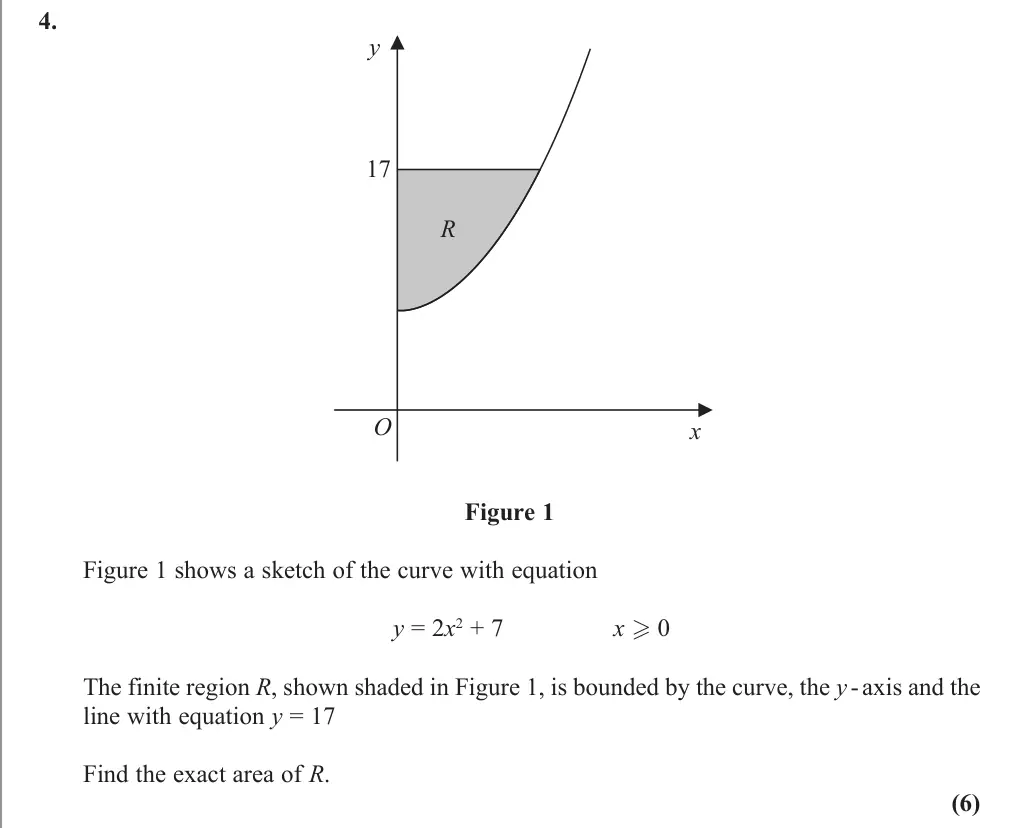 4.
y
17
R
O
x
Figure 1
Figure 1 shows a sketch of the curve with equation
y = 2x² + 7 x ⩾ 0
The finite region R, shown shaded in Figure 1, is bounded by the curve, the y-axis and the
line with equation y = 17
Find the exact area of R.
(6)